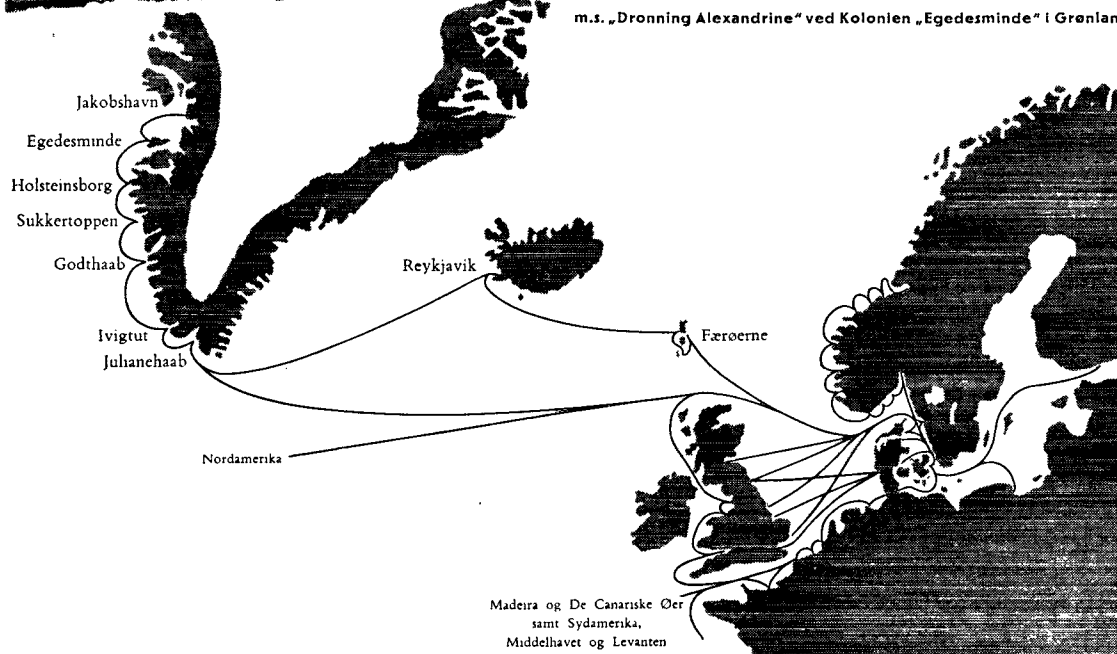 m.s. „Dronning Alexandrine“ ved Kolonien „Egedesminde“ i Grønlan
Jakobshavn
Egedesminde
Holsteinsborg
Sukkertoppen
Godthaab
Reykjavik
Ivigtut
Julianehaab
Færøerne
Nordamerika
Madeira og De Canariske Øer
samt Sydamerika,
Middelhavet og Levanten